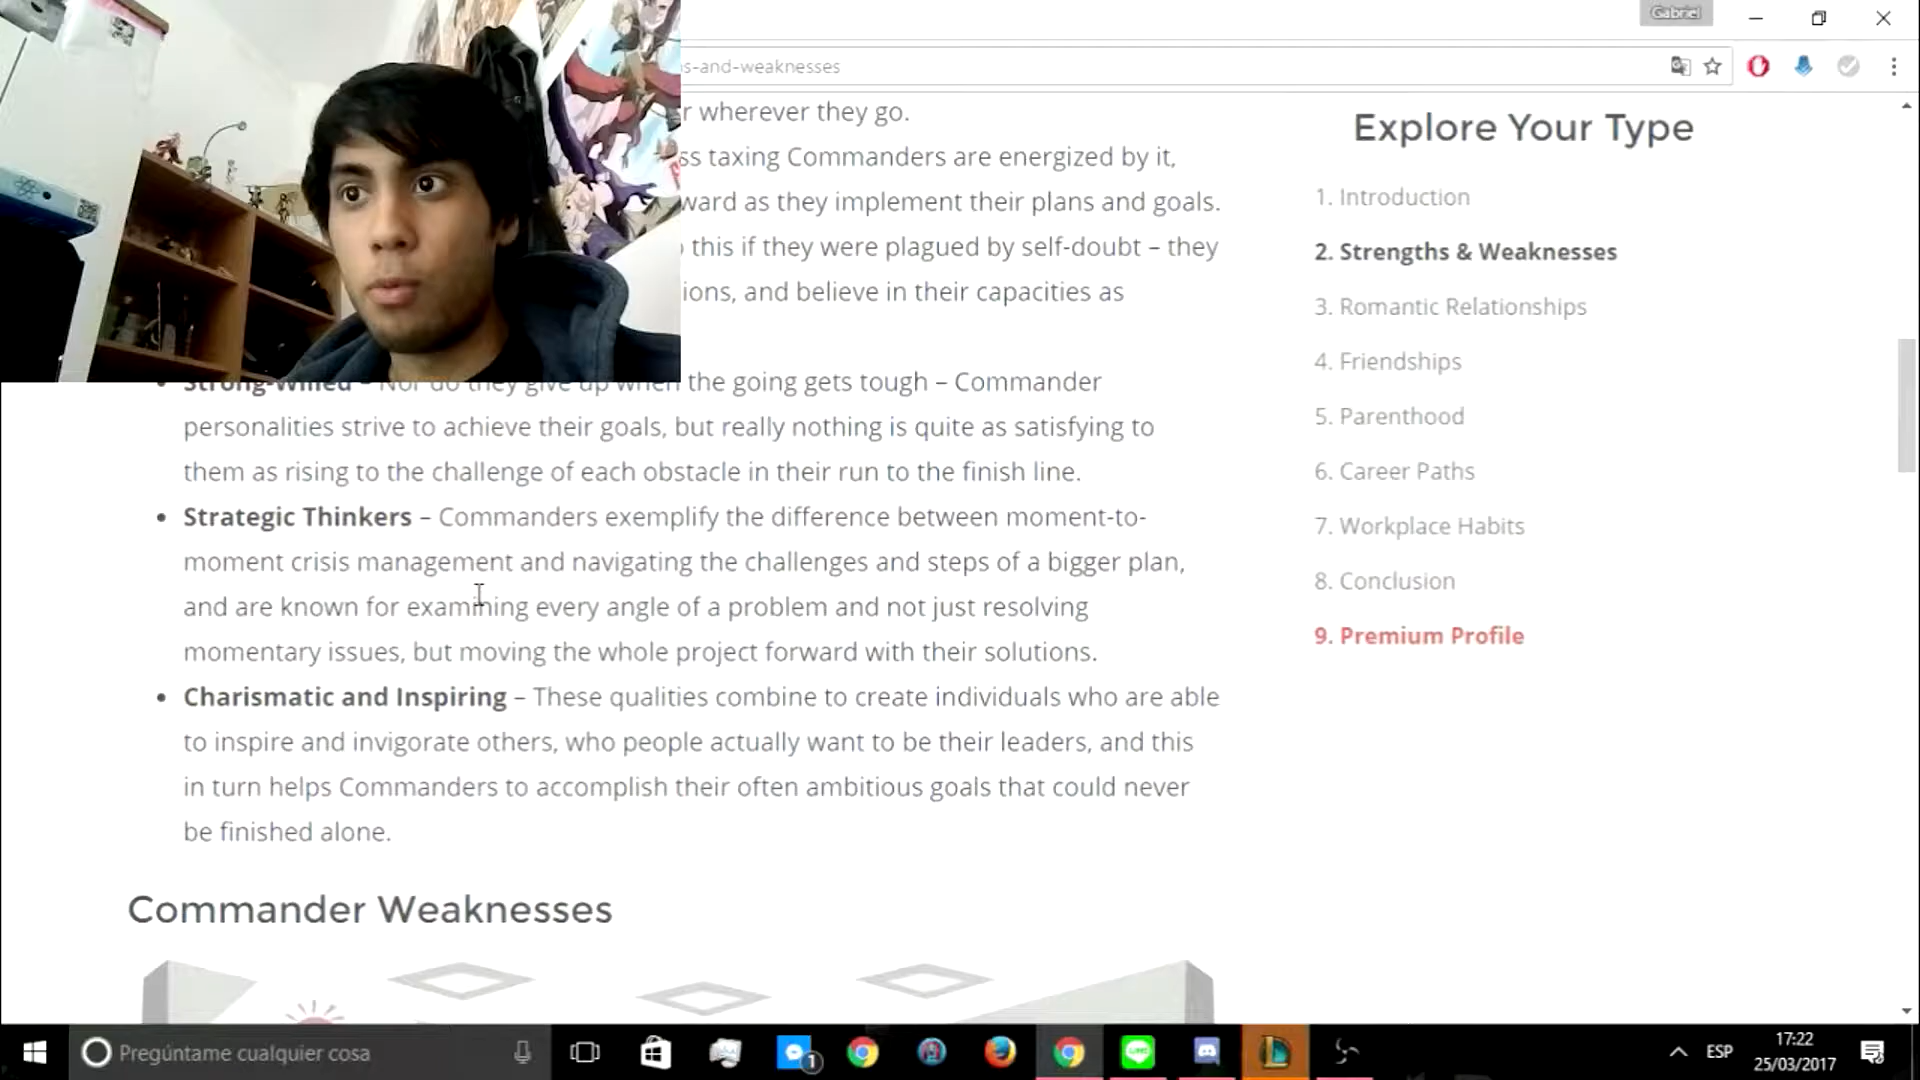 Gabriel
s-and-weaknesses
r wherever they go.
ss taxing Commanders are energized by it,
ward as they implement their plans and goals.
this if they were plagued by self-doubt – they
ions, and believe in their capacities as
Strong-Willed – Nor do they give up when the going gets tough – Commander
personalities strive to achieve their goals, but really nothing is quite as satisfying to
them as rising to the challenge of each obstacle in their run to the finish line.
• Strategic Thinkers – Commanders exemplify the difference between moment-to-
moment crisis management and navigating the challenges and steps of a bigger plan,
and are known for examining every angle of a problem and not just resolving
momentary issues, but moving the whole project forward with their solutions.
• Charismatic and Inspiring – These qualities combine to create individuals who are able
to inspire and invigorate others, who people actually want to be their leaders, and this
in turn helps Commanders to accomplish their often ambitious goals that could never
be finished alone.
Commander Weaknesses
Explore Your Type
1. Introduction
2. Strengths & Weaknesses
3. Romantic Relationships
4. Friendships
5. Parenthood
6. Career Paths
7. Workplace Habits
8. Conclusion
9. Premium Profile
Pregúntame cualquier cosa
1
LINE
ESP
17:22
25/03/2017